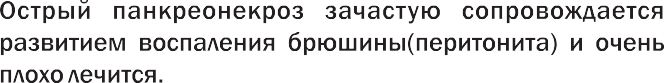 Острый панкреонекроз зачастую сопровождается
развитием воспаления брюшины(перитонита) и очень
плохо лечится.